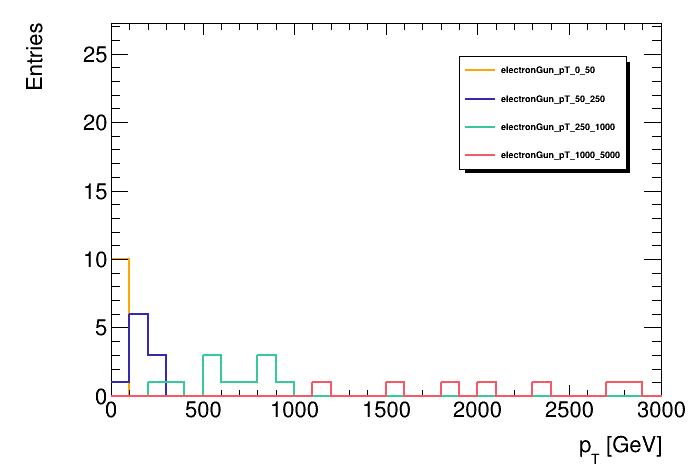 Entries
25
20
15
10
5
0
electronGun_pT_0_50
electronGun_pT_50_250
electronGun_pT_250_1000
electronGun_pT_1000_5000
0 500 1000 1500 2000 2500 3000
p_T [GeV]